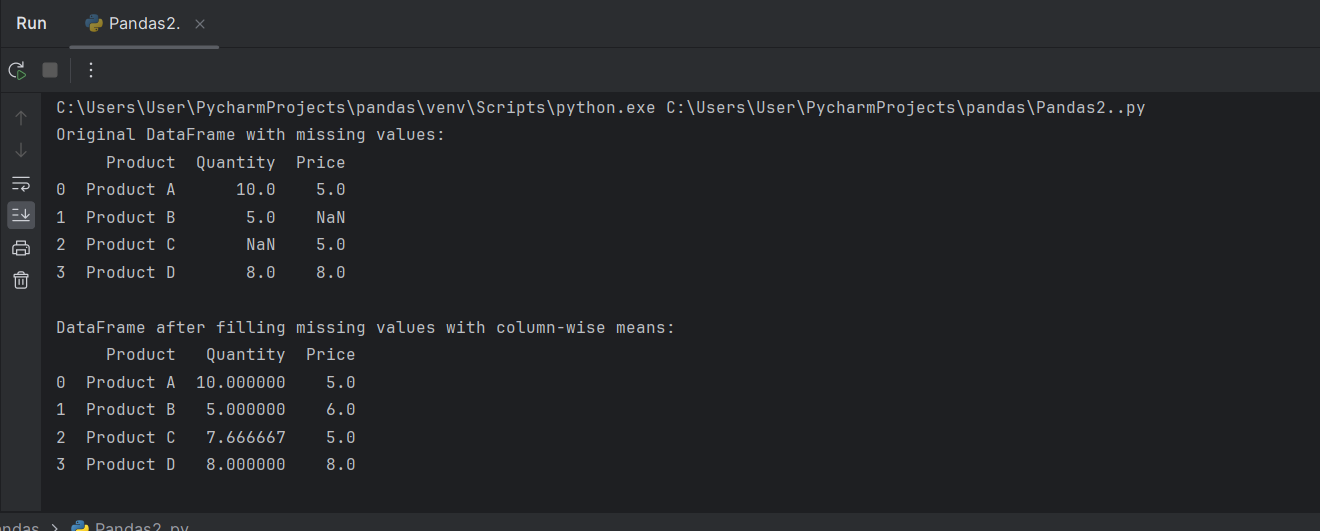 Run Pandas2.
C:\Users\User\PycharmProjects\pandas\venv\Scripts\python.exe C:\Users\User\PycharmProjects\pandas\Pandas2..py
Original DataFrame with missing values:
     Product  Quantity  Price
0  Product A      10.0    5.0
1  Product B       5.0    NaN
2  Product C       NaN    5.0
3  Product D       8.0    8.0
DataFrame after filling missing values with column-wise means:
     Product   Quantity  Price
0  Product A  10.000000    5.0
1  Product B   5.000000    6.0
2  Product C   7.666667    5.0
3  Product D   8.000000    8.0